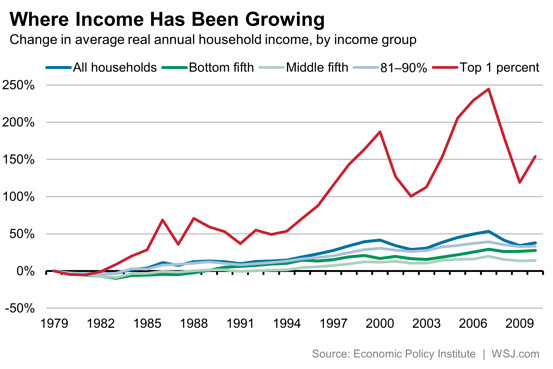 Where Income Has Been Growing
Change in average real annual household income, by income group
All households Bottom fifth Middle fifth 81–90% Top 1 percent
250%
200%
150%
100%
50%
0%
-50%
1979 1982 1985 1988 1991 1994 1997 2000 2003 2006 2009
Source: Economic Policy Institute | WSJ.com